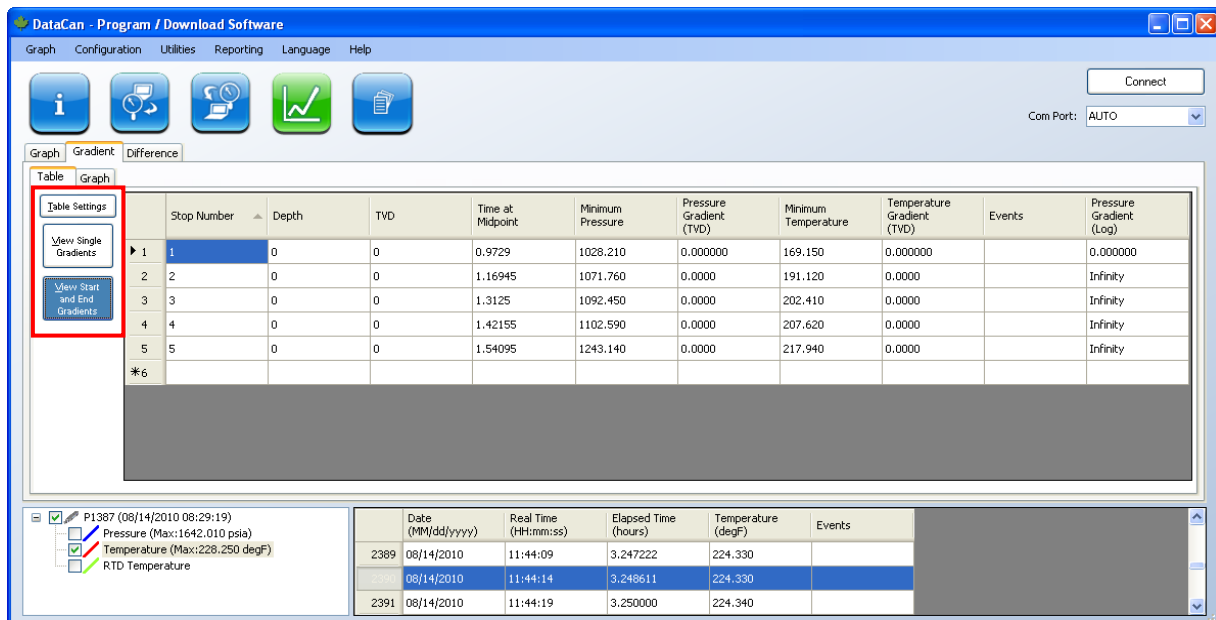 DataCan - Program / Download Software
Graph Configuration Utilities Reporting Language Help
Connect
Com Port: AUTO
Graph Gradient Difference
Table Graph
Table Settings
View Single
Gradients
View Start
and End
Gradients
Stop Number Depth TVD Time at Midpoint Minimum Pressure Pressure Gradient (TVD) Minimum Temperature Temperature Gradient (TVD) Events Pressure Gradient (Log)
1 1 0 0 0.9729 1028.210 0.000000 169.150 0.000000 0.000000
2 2 0 0 1.16945 1071.760 0.0000 191.120 0.0000 Infinity
3 3 0 0 1.3125 1092.450 0.0000 202.410 0.0000 Infinity
4 4 0 0 1.42155 1102.590 0.0000 207.620 0.0000 Infinity
5 5 0 0 1.54095 1243.140 0.0000 217.940 0.0000 Infinity
*6
P1387 (08/14/2010 08:29:19)
Pressure (Max:1642.010 psia)
Temperature (Max:228.250 degF)
RTD Temperature
Date (MM/dd/yyyy) Real Time (HH:mm:ss) Elapsed Time (hours) Temperature (degF) Events
2389 08/14/2010 11:44:09 3.247222 224.330
2390 08/14/2010 11:44:14 3.248611 224.330
2391 08/14/2010 11:44:19 3.250000 224.340